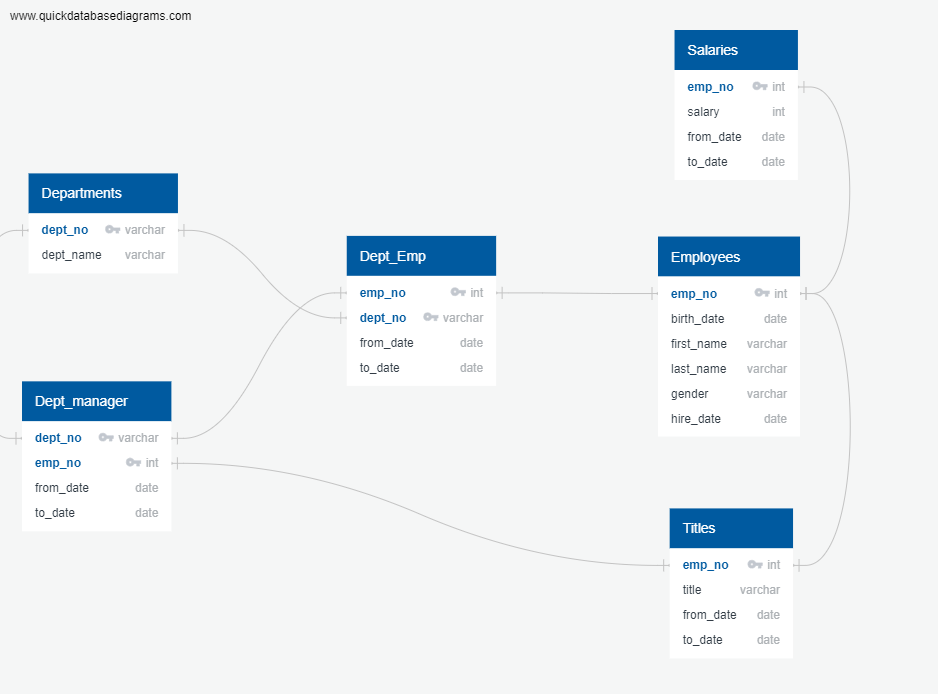 www.quickdatabasediagrams.com
Salaries
emp_no int
salary int
from_date date
to_date date
Departments
dept_no varchar
dept_name varchar
Dept_Emp
emp_no int
dept_no varchar
from_date date
to_date date
Employees
emp_no int
birth_date date
first_name varchar
last_name varchar
gender varchar
hire_date date
Dept_manager
dept_no varchar
emp_no int
from_date date
to_date date
Titles
emp_no int
title varchar
from_date date
to_date date